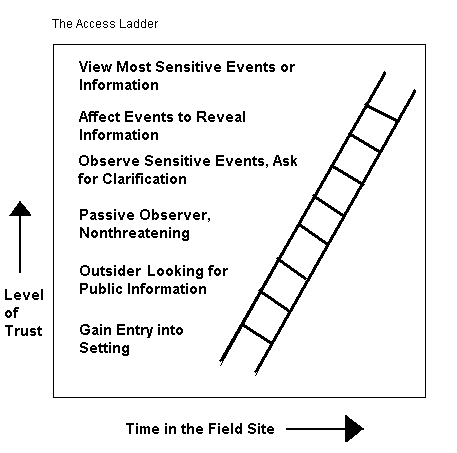 The Access Ladder
View Most Sensitive Events or
Information
Affect Events to Reveal
Information
Observe Sensitive Events, Ask
for Clarification
Passive Observer,
Nonthreatening
Outsider Looking for
Public Information
Gain Entry into
Setting
Level
of
Trust
Time in the Field Site